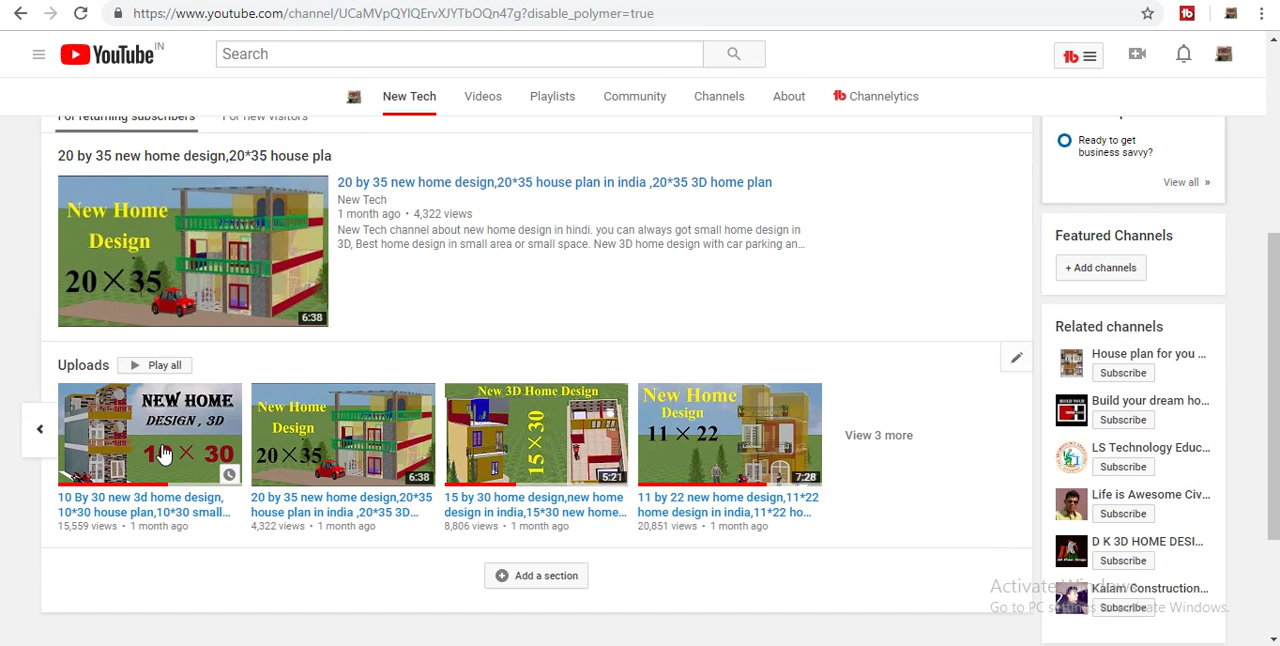 https://www.youtube.com/channel/UCaMVpQYIQErvXJYTbOQn47g?disable_polymer=true
YouTube IN
Search
New Tech
Videos
Playlists
Community
Channels
About
Channelytics
For returning subscribers
For new visitors
20 by 35 new home design,20*35 house pla
New Home
Design
20×35
6:38
20 by 35 new home design,20*35 house plan in india ,20*35 3D home plan
New Tech
1 month ago • 4,322 views
New Tech channel about new home design in hindi. you can always got small home design in
3D, Best home design in small area or small space. New 3D home design with car parking an...
Ready to get
business savvy?
View all »
Featured Channels
+ Add channels
Uploads
Play all
NEW HOME
DESIGN , 3D
× 30
10 By 30 new 3d home design,
10*30 house plan,10*30 small...
15,559 views • 1 month ago
New Home
Design
20×35
6:38
20 by 35 new home design,20*35
house plan in india ,20*35 3D...
4,322 views • 1 month ago
New 3D Home Design
15×30
5:21
15 by 30 home design,new home
design in india,15*30 new home...
8,806 views • 1 month ago
New Home
Design
11 × 22
7:28
11 by 22 new home design,11*22
home design in india,11*22 ho...
20,851 views • 1 month ago
View 3 more
Add a section
Related channels
House plan for you ...
Subscribe
Build your dream ho...
Subscribe
LS Technology Educ...
Subscribe
Life is Awesome Civ...
Subscribe
D K 3D HOME DESI...
Subscribe
Kalam Construction...
Subscribe
Activate Windows
Go to PC settings to activate Windows.